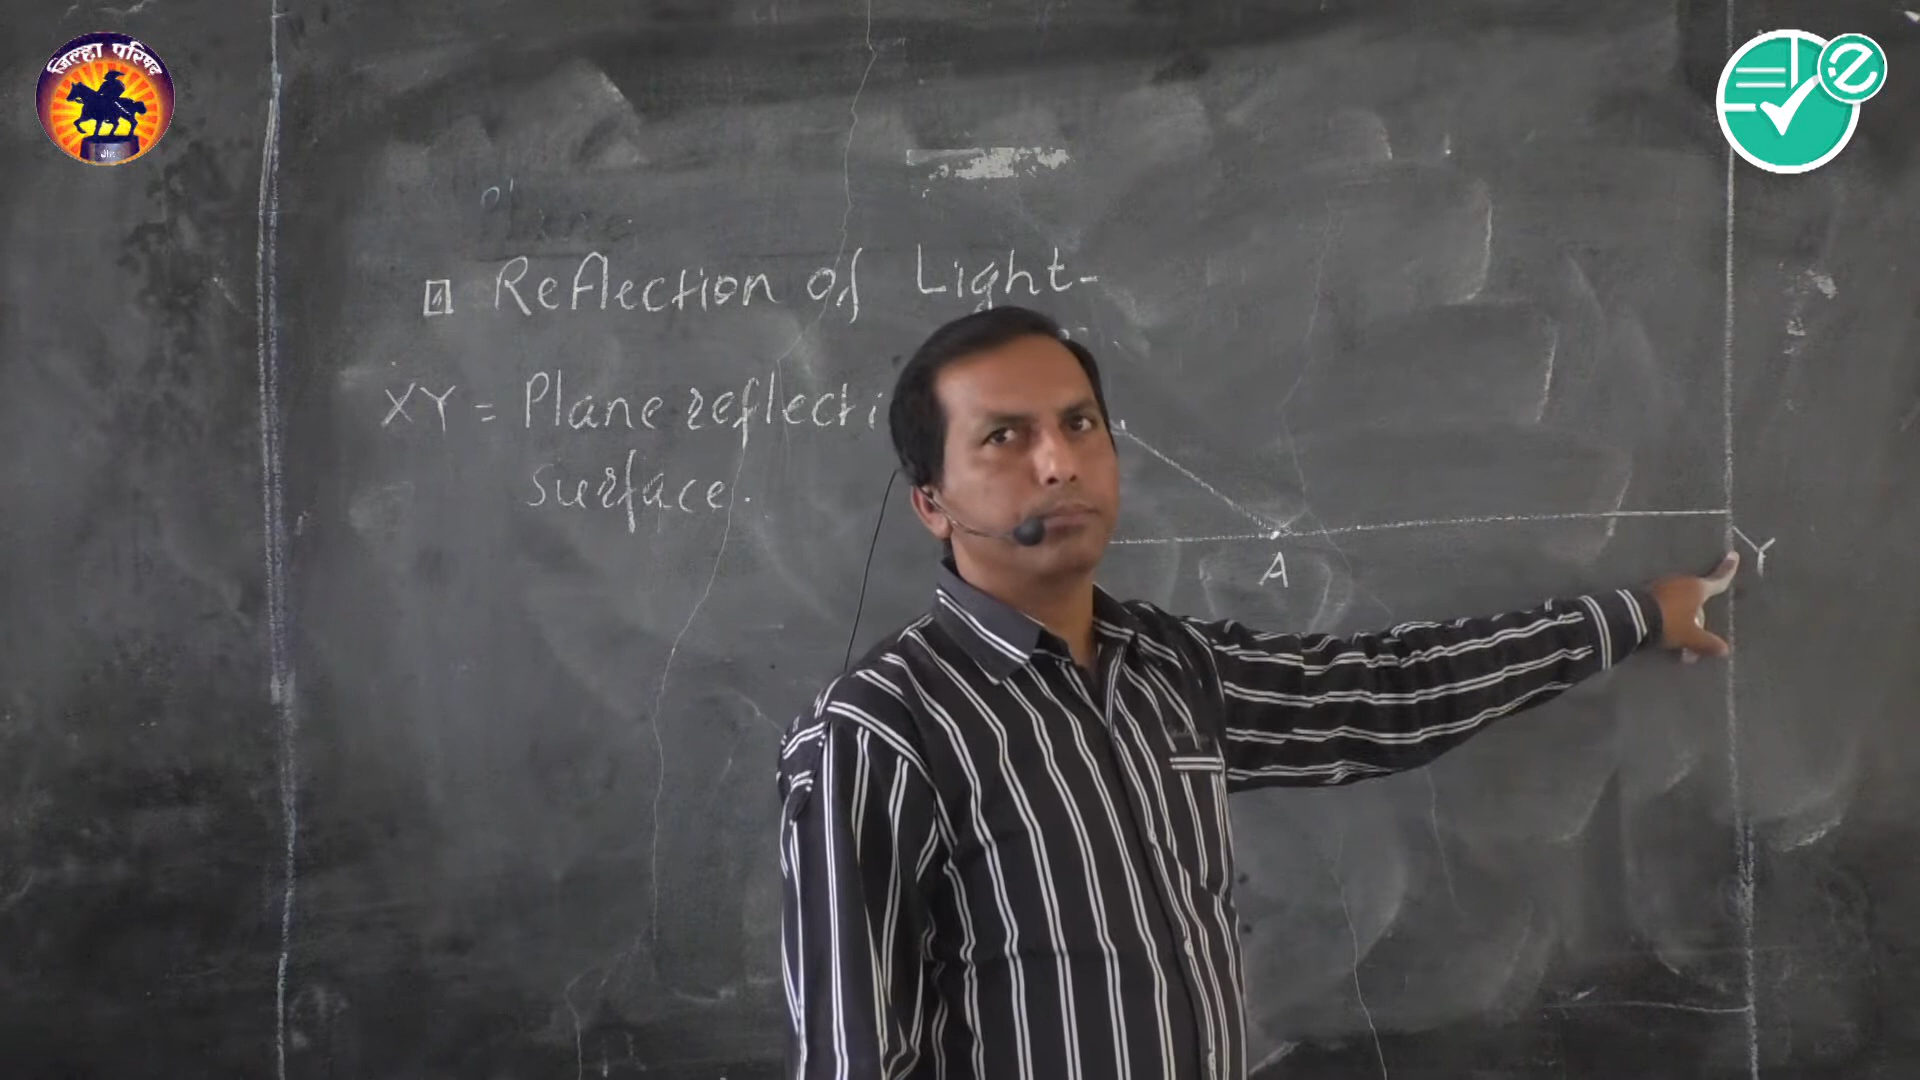 जिल्हा परिषद
Reflection of Light-
XY = Plane reflecti
surface.
A
Y